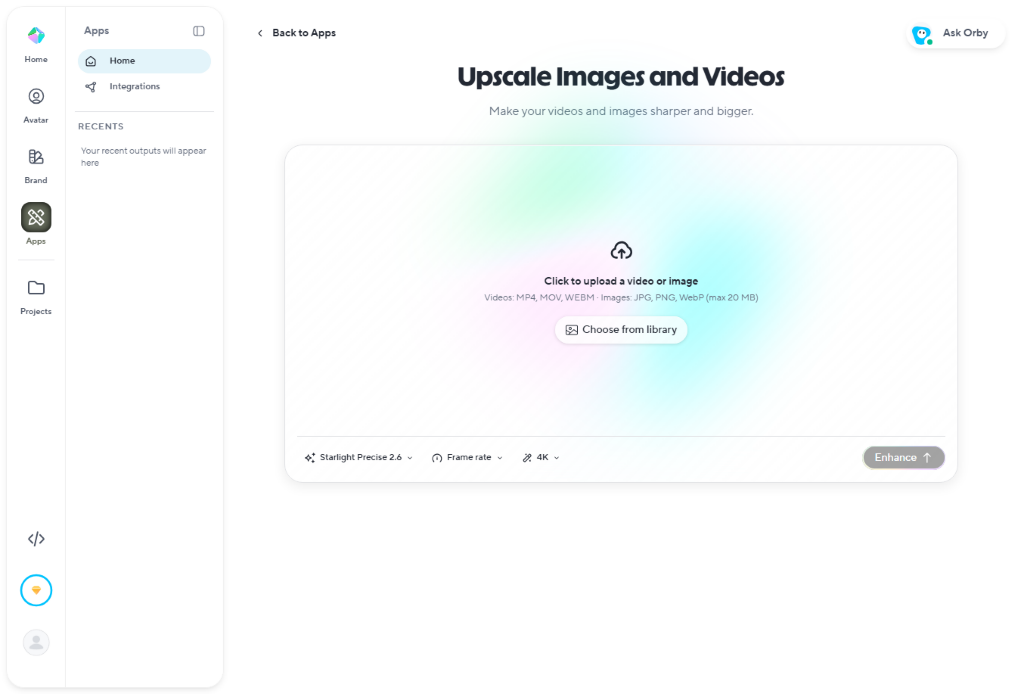 Home
Avatar
Brand
Apps
Projects
Apps
Home
Integrations
RECENTS
Your recent outputs will appear
here
Back to Apps
Ask Orby
Upscale Images and Videos
Make your videos and images sharper and bigger.
Click to upload a video or image
Videos: MP4, MOV, WEBM · Images: JPG, PNG, WebP (max 20 MB)
Choose from library
Starlight Precise 2.6
Frame rate
4K
Enhance